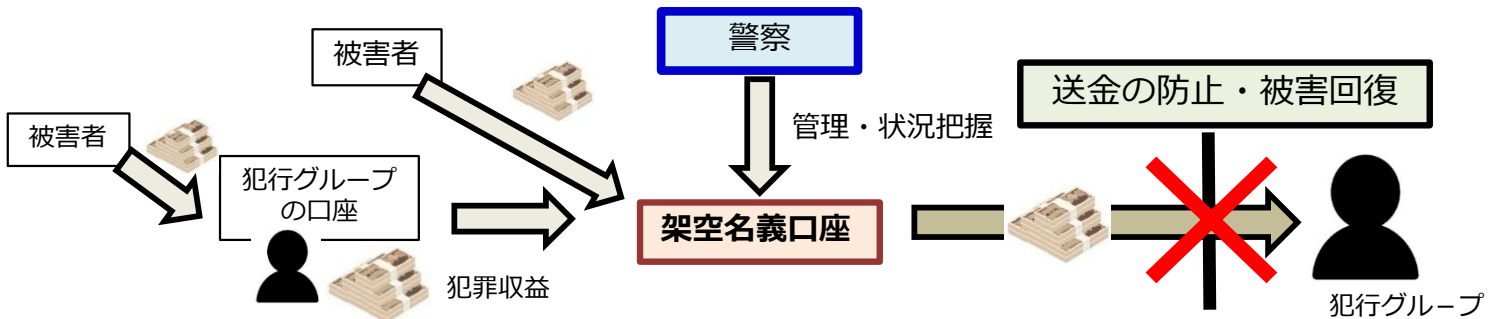 被害者
被害者
犯行グループ
の口座
犯罪収益
警察
管理・状況把握
架空名義口座
送金の防止・被害回復
犯行グループ